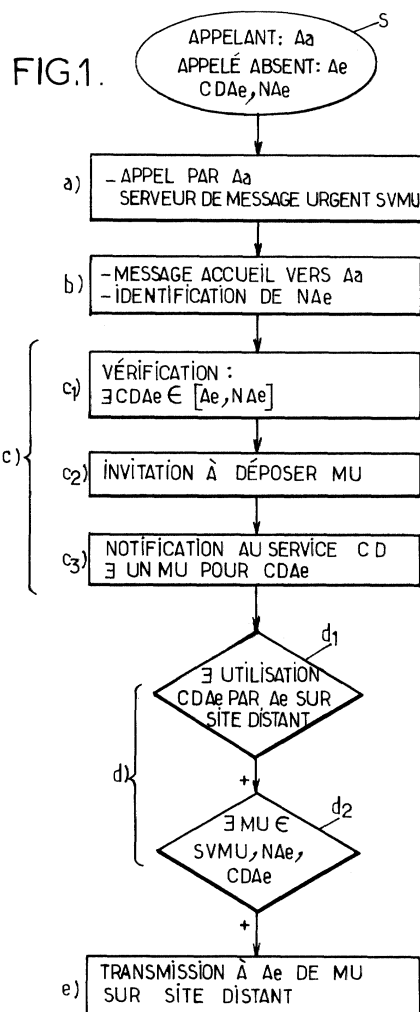 FIG.1.
S
APPELANT: Aa
APPELÉ ABSENT: Ae
CDAe, NAe
a)
- APPEL PAR Aa
SERVEUR DE MESSAGE URGENT SVMU
b)
- MESSAGE ACCUEIL VERS Aa
- IDENTIFICATION DE NAe
c)
c1)
VÉRIFICATION :
∃ CDAe ∈ [Ae, NAe]
c2)
INVITATION À DÉPOSER MU
c3)
NOTIFICATION AU SERVICE CD
∃ UN MU POUR CDAe
d)
d1
∃ UTILISATION
CDAe PAR Ae SUR
SITE DISTANT
+
d2
∃ MU ∈
SVMU, NAe,
CDAe
+
e)
TRANSMISSION À Ae DE MU
SUR SITE DISTANT